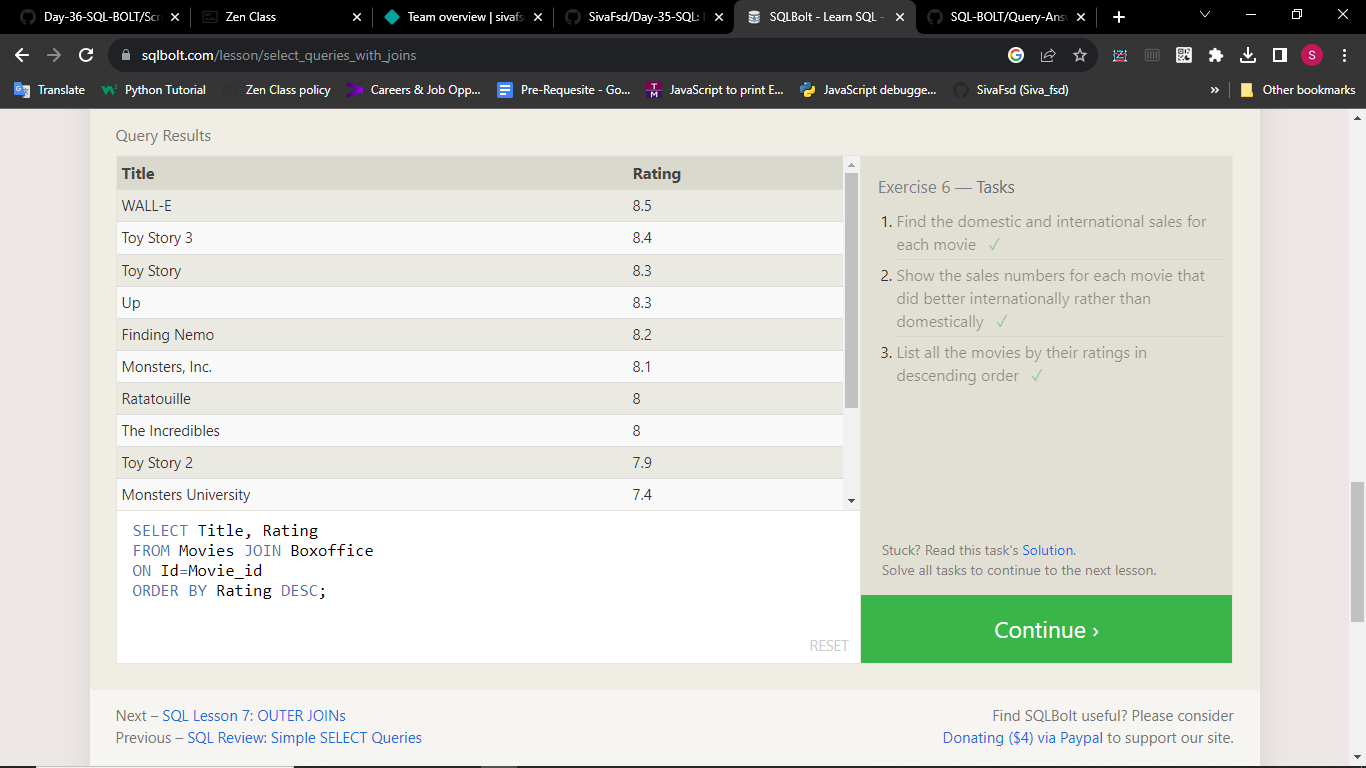 Day-36-SQL-BOLT/Scr
Zen Class
Team overview | sivafs
SivaFsd/Day-35-SQL:
SQLBolt - Learn SQL -
SQL-BOLT/Query-Ans
sqlbolt.com/lesson/select_queries_with_joins
S
Translate
Python Tutorial
Zen Class policy
Careers & Job Opp...
Pre-Requesite - Go...
JavaScript to print E...
JavaScript debugge...
SivaFsd (Siva_fsd)
»
Other bookmarks
Query Results
Title Rating
WALL-E 8.5
Toy Story 3 8.4
Toy Story 8.3
Up 8.3
Finding Nemo 8.2
Monsters, Inc. 8.1
Ratatouille 8
The Incredibles 8
Toy Story 2 7.9
Monsters University 7.4
SELECT Title, Rating
FROM Movies JOIN Boxoffice
ON Id=Movie_id
ORDER BY Rating DESC;
RESET
Exercise 6 — Tasks
1. Find the domestic and international sales for
each movie ✓
2. Show the sales numbers for each movie that
did better internationally rather than
domestically ✓
3. List all the movies by their ratings in
descending order ✓
Stuck? Read this task's Solution.
Solve all tasks to continue to the next lesson.
Continue ›
Next – SQL Lesson 7: OUTER JOINs
Previous – SQL Review: Simple SELECT Queries
Find SQLBolt useful? Please consider
Donating ($4) via Paypal to support our site.